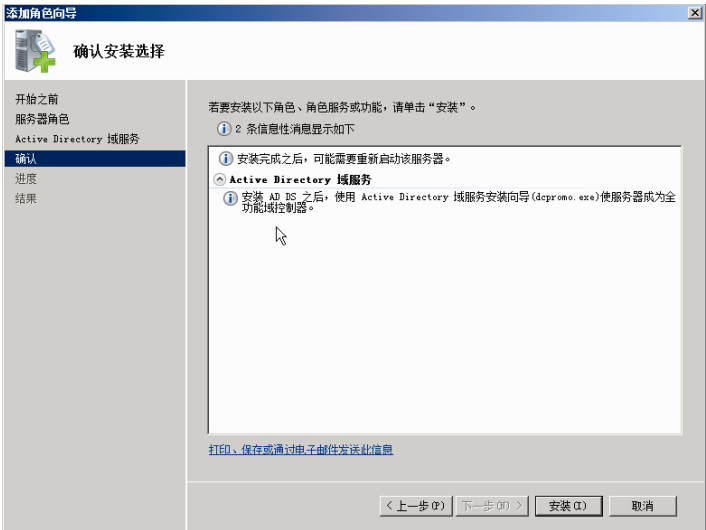 添加角色向导
确认安装选择
开始之前
服务器角色
Active Directory 域服务
确认
进度
结果
若要安装以下角色、角色服务或功能，请单击“安装”。
2 条信息性消息显示如下
安装完成之后，可能需要重新启动该服务器。
Active Directory 域服务
安装 AD DS 之后，使用 Active Directory 域服务安装向导(dcpromo.exe)使服务器成为全
功能域控制器。
打印、保存或通过电子邮件发送此信息
< 上一步(P) 下一步(N) > 安装(I) 取消